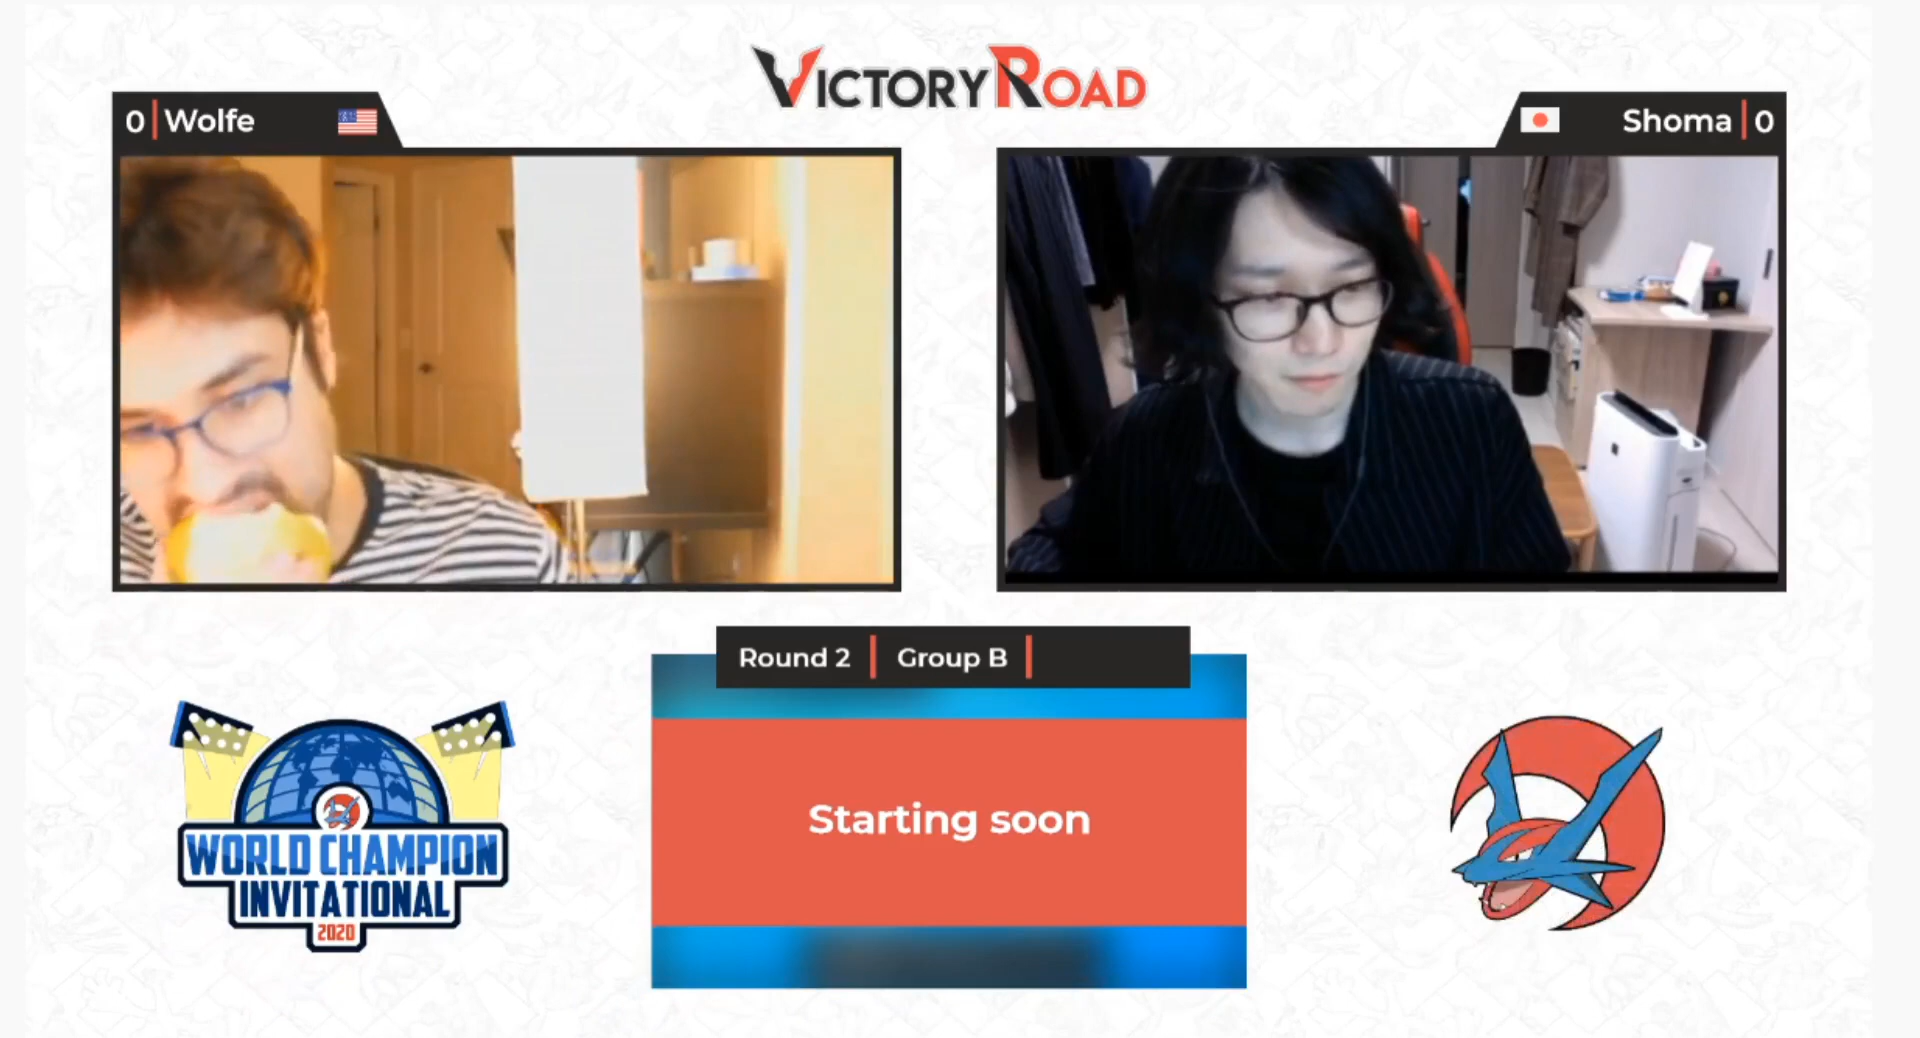 VICTORY ROAD
0 Wolfe
Shoma 0
Round 2 Group B
Starting soon
WORLD CHAMPION
INVITATIONAL
2020